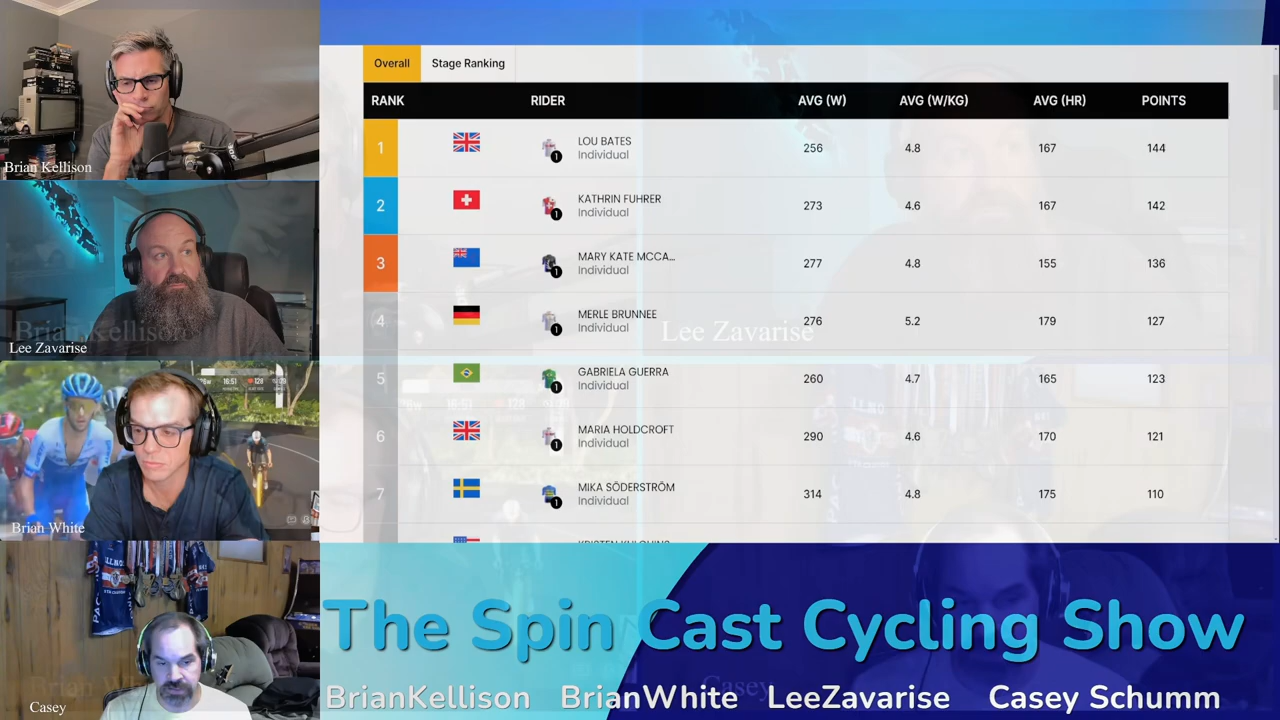 Overall
Stage Ranking
RANK RIDER AVG (W) AVG (W/KG) AVG (HR) POINTS
1 LOU BATES 256 4.8 167 144
Individual
2 KATHRIN FUHRER 273 4.6 167 142
Individual
3 MARY KATE MCCA... 277 4.8 155 136
Individual
4 MERLE BRUNNEE 276 5.2 179 127
Individual
5 GABRIELA GUERRA 260 4.7 165 123
Individual
6 MARIA HOLDCROFT 290 4.6 170 121
Individual
7 MIKA SÖDERSTRÖM 314 4.8 175 110
Individual
Brian Kellison
Brian Kellison
Lee Zavarise
Lee Zavarise
Brian White
Casey
Casey
The Spin Cast Cycling Show
BrianKellison BrianWhite LeeZavarise Casey Schumm